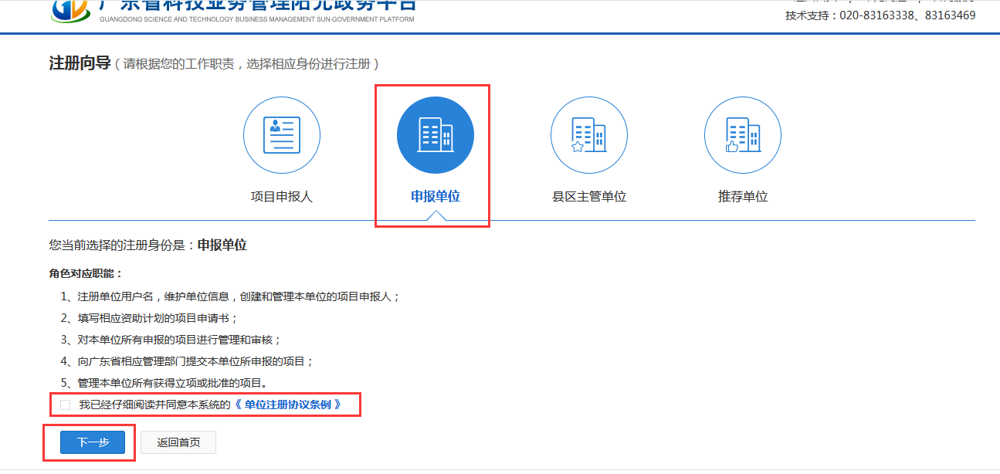 广东省科技业务管理阳光政务平台
GUANGDONG SCIENCE AND TECHNOLOGY BUSINESS MANAGEMENT SUN-GOVERNMENT PLATFORM
技术支持：020-83163338、83163469
注册向导（请根据您的工作职责，选择相应身份进行注册）
项目申报人
申报单位
县区主管单位
推荐单位
您当前选择的注册身份是：申报单位
角色对应职能：
1、注册单位用户名，维护单位信息，创建和管理本单位的项目申报人；
2、填写相应资助计划的项目申请书；
3、对本单位所有申报的项目进行管理和审核；
4、向广东省相应管理部门提交本单位所申报的项目；
5、管理本单位所有获得立项或批准的项目。
我已经仔细阅读并同意本系统的《 单位注册协议条例 》
下一步
返回首页